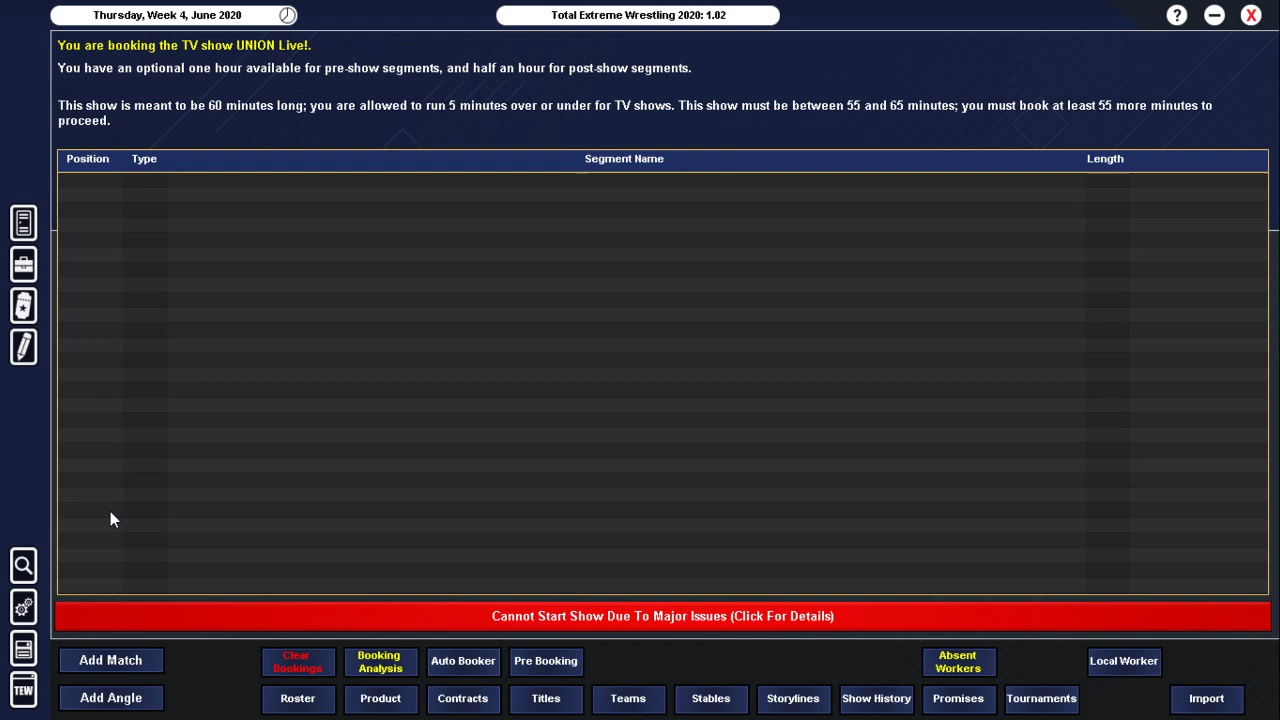 Thursday, Week 4, June 2020
Total Extreme Wrestling 2020: 1.02
?
X
You are booking the TV show UNION Live!.
You have an optional one hour available for pre-show segments, and half an hour for post-show segments.
This show is meant to be 60 minutes long; you are allowed to run 5 minutes over or under for TV shows. This show must be between 55 and 65 minutes; you must book at least 55 more minutes to
proceed.
Position Type Segment Name Length
Cannot Start Show Due To Major Issues (Click For Details)
Add Match
Clear
Bookings
Booking
Analysis
Auto Booker
Pre Booking
Absent
Workers
Local Worker
TEW
Add Angle
Roster
Product
Contracts
Titles
Teams
Stables
Storylines
Show History
Promises
Tournaments
Import